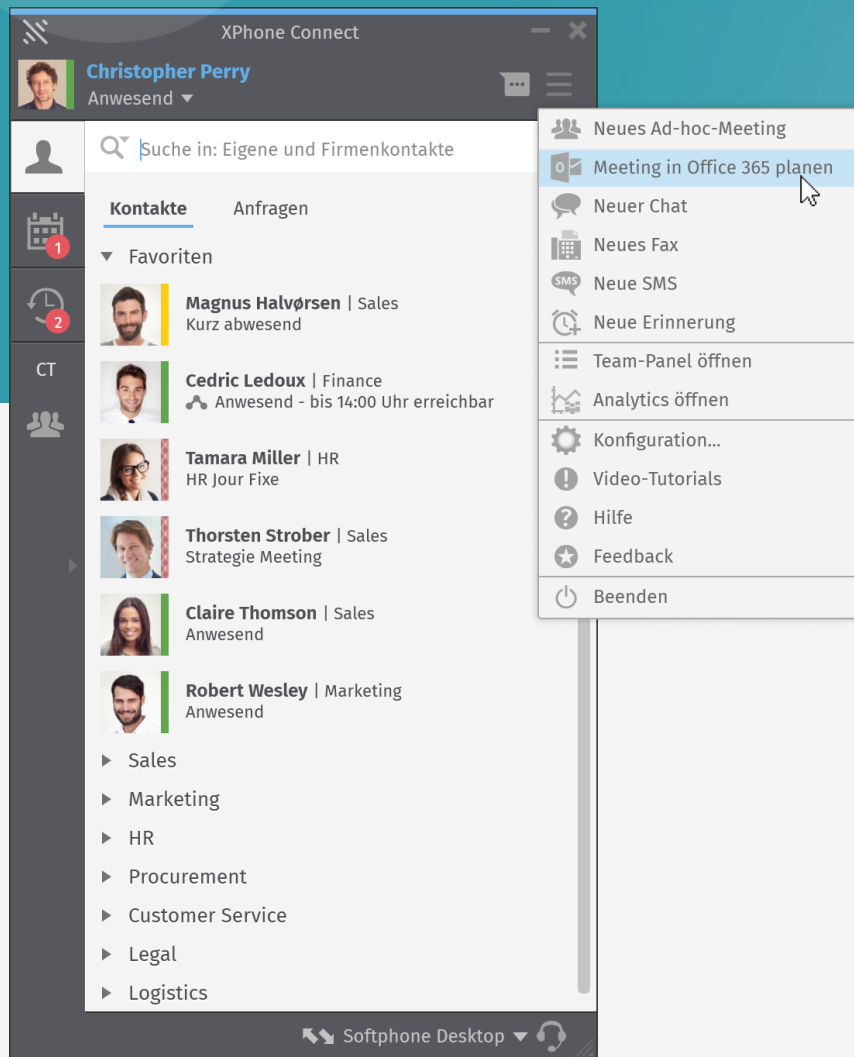 XPhone Connect
Christopher Perry
Anwesend
Suche in: Eigene und Firmenkontakte
Kontakte Anfragen
1
2
CT
Favoriten
Magnus Halvørsen | Sales
Kurz abwesend
Cedric Ledoux | Finance
Anwesend - bis 14:00 Uhr erreichbar
Tamara Miller | HR
HR Jour Fixe
Thorsten Strober | Sales
Strategie Meeting
Claire Thomson | Sales
Anwesend
Robert Wesley | Marketing
Anwesend
Sales
Marketing
HR
Procurement
Customer Service
Legal
Logistics
Softphone Desktop
Neues Ad-hoc-Meeting
Meeting in Office 365 planen
Neuer Chat
Neues Fax
SMS Neue SMS
Neue Erinnerung
Team-Panel öffnen
Analytics öffnen
Konfiguration...
Video-Tutorials
Hilfe
Feedback
Beenden